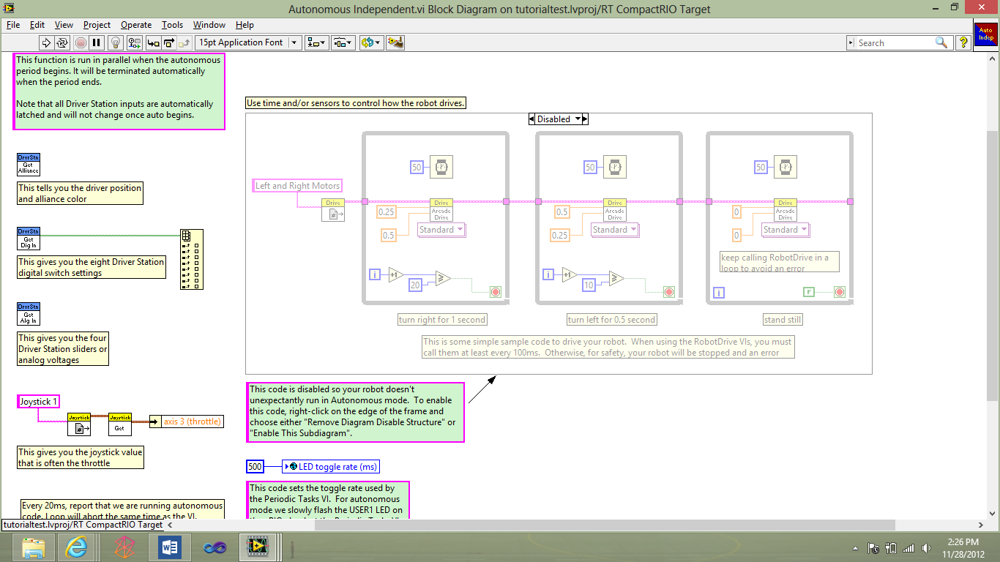 Autonomous Independent.vi Block Diagram on tutorialtest.lvproj/RT CompactRIO Target
File Edit View Project Operate Tools Window Help
15pt Application Font
Search
Auto
Indep
This function is run in parallel when the autonomous
period begins. It will be terminated automatically
when the period ends.
Note that all Driver Station inputs are automatically
latched and will not change once auto begins.
DrvrStn
Get
Alliance
This tells you the driver position
and alliance color
DrvrStn
Get
Dig In
This gives you the eight Driver Station
digital switch settings
DrvrStn
Get
Alg In
This gives you the four
Driver Station sliders or
analog voltages
Joystick 1
Joystick
Joystick
Get
axis 3 (throttle)
This gives you the joystick value
that is often the throttle
Every 20ms, report that we are running autonomous
code. Loop will abort the same time as the VI.
Use time and/or sensors to control how the robot drives.
Disabled
Left and Right Motors
Drive
50
0.25
0.5
Drive
Arcade
Drive
Standard
i
+1
20
≥
turn right for 1 second
50
0.5
0.25
Drive
Arcade
Drive
Standard
i
+1
10
≥
turn left for 0.5 second
50
0
0
Drive
Arcade
Drive
Standard
keep calling RobotDrive in a
loop to avoid an error
i
F
stand still
This is some simple sample code to drive your robot. When using the RobotDrive VIs, you must
call them at least every 100ms. Otherwise, for safety, your robot will be stopped and an error
This code is disabled so your robot doesn't
unexpectantly run in Autonomous mode. To enable
this code, right-click on the edge of the frame and
choose either "Remove Diagram Disable Structure" or
"Enable This Subdiagram".
500
LED toggle rate (ms)
This code sets the toggle rate used by
the Periodic Tasks VI. For autonomous
mode we slowly flash the USER1 LED on
tutorialtest.lvproj/RT CompactRIO Target
2:26 PM
11/28/2012